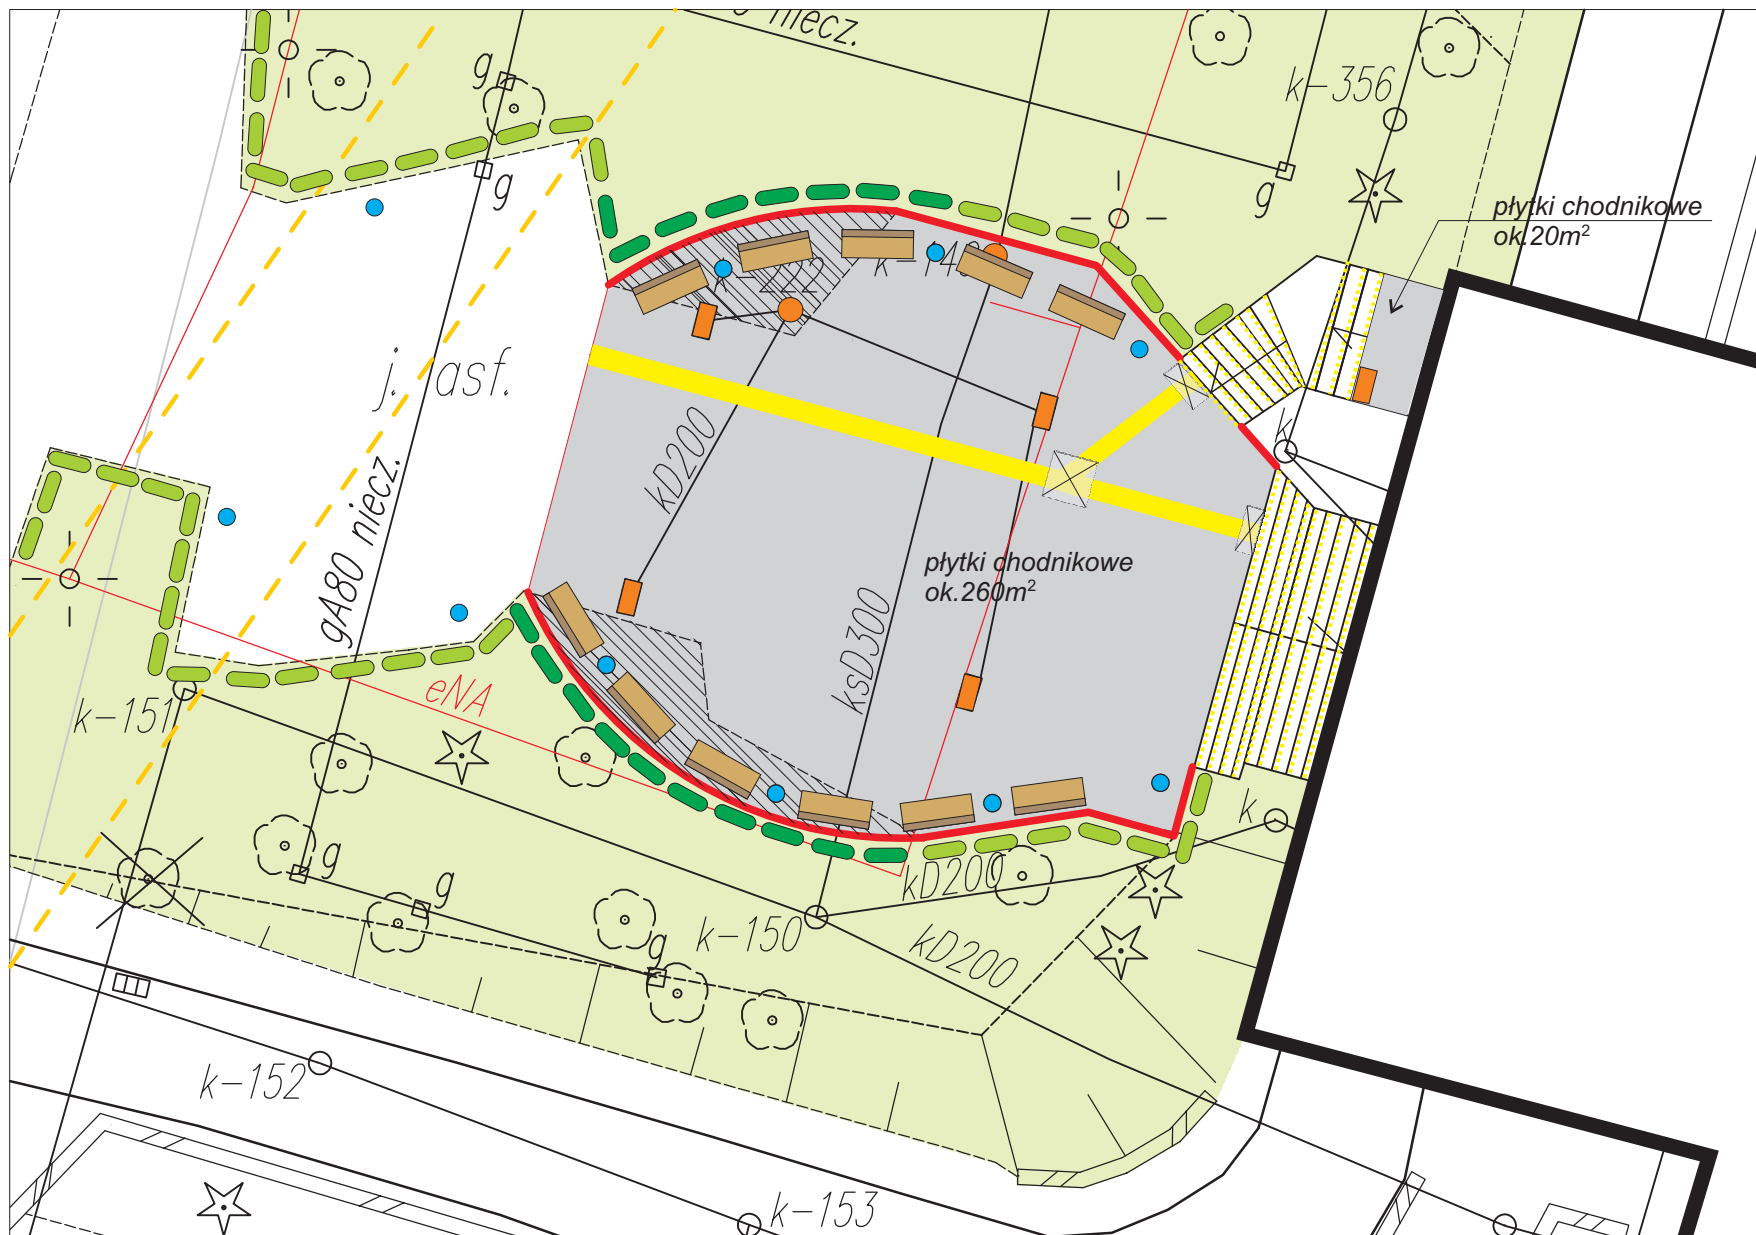 niecz.
g
k-356
g
g
płytki chodnikowe
ok.20m²
k-222
j. asf.
kD200
k
gA80 niecz.
płytki chodnikowe
ok.260m²
ksD300
eNA
k-151
k
g
g
kD200
k-150
g
kD200
k-152
k-153